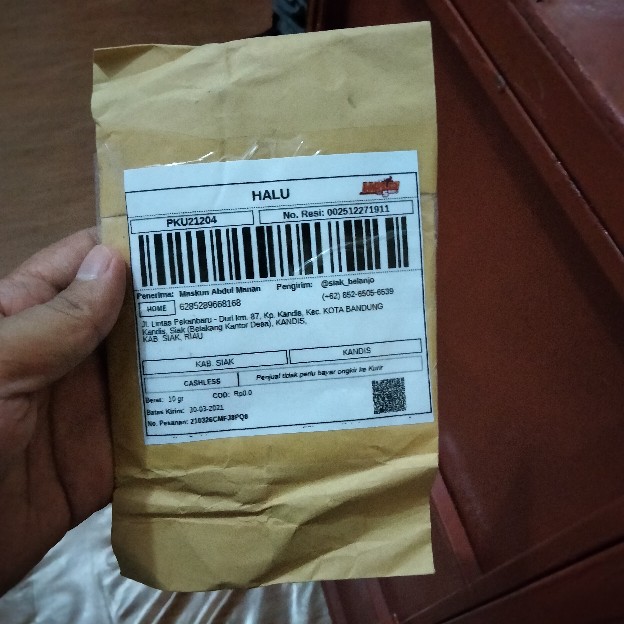 HALU
PKU21204
No. Resi: 002512271911
Penerima: Maskun Abdul Manan
Pengirim: @siak_belanjo
HOME
6285289668168
(+62) 852-6505-6539
Jl. Lintas Pekanbaru - Duri km. 87, Kp. Kandis, Kec. KOTA BANDUNG
Kandis, Siak (Belakang Kantor Desa), KANDIS,
KAB. SIAK, RIAU
KAB. SIAK
KANDIS
CASHLESS
Penjual tidak perlu bayar ongkir ke Kurir
Berat: 10 gr
COD: Rp0.0
Batas Kirim: 30-03-2021
No. Pesanan: 210326CMFJ8PQ6